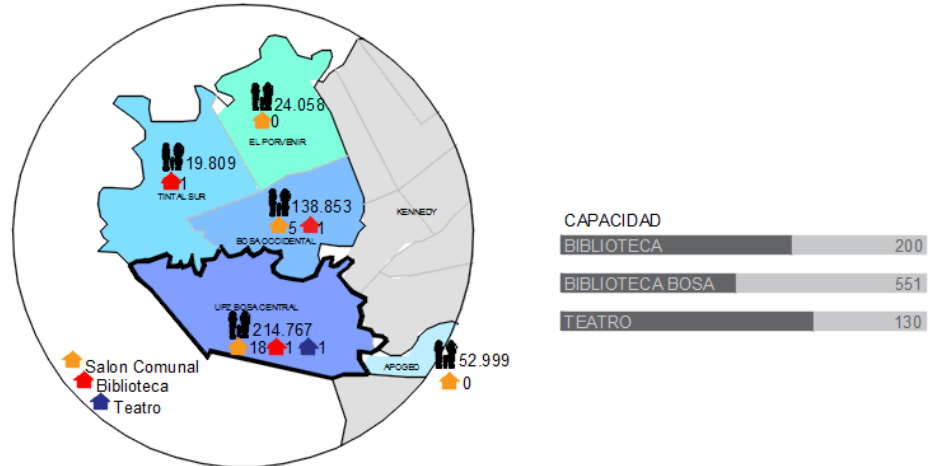 24.058
0
EL PORVENIR
19.809
1
TINTAL SUR
138.853
5 1
BOSA OCCIDENTAL
KENNEDY
UPZ BOSA CENTRAL
214.767
18 1 1
APOGEO
52.999
0
Salon Comunal
Biblioteca
Teatro
CAPACIDAD
BIBLIOTECA 200
BIBLIOTECA BOSA 551
TEATRO 130